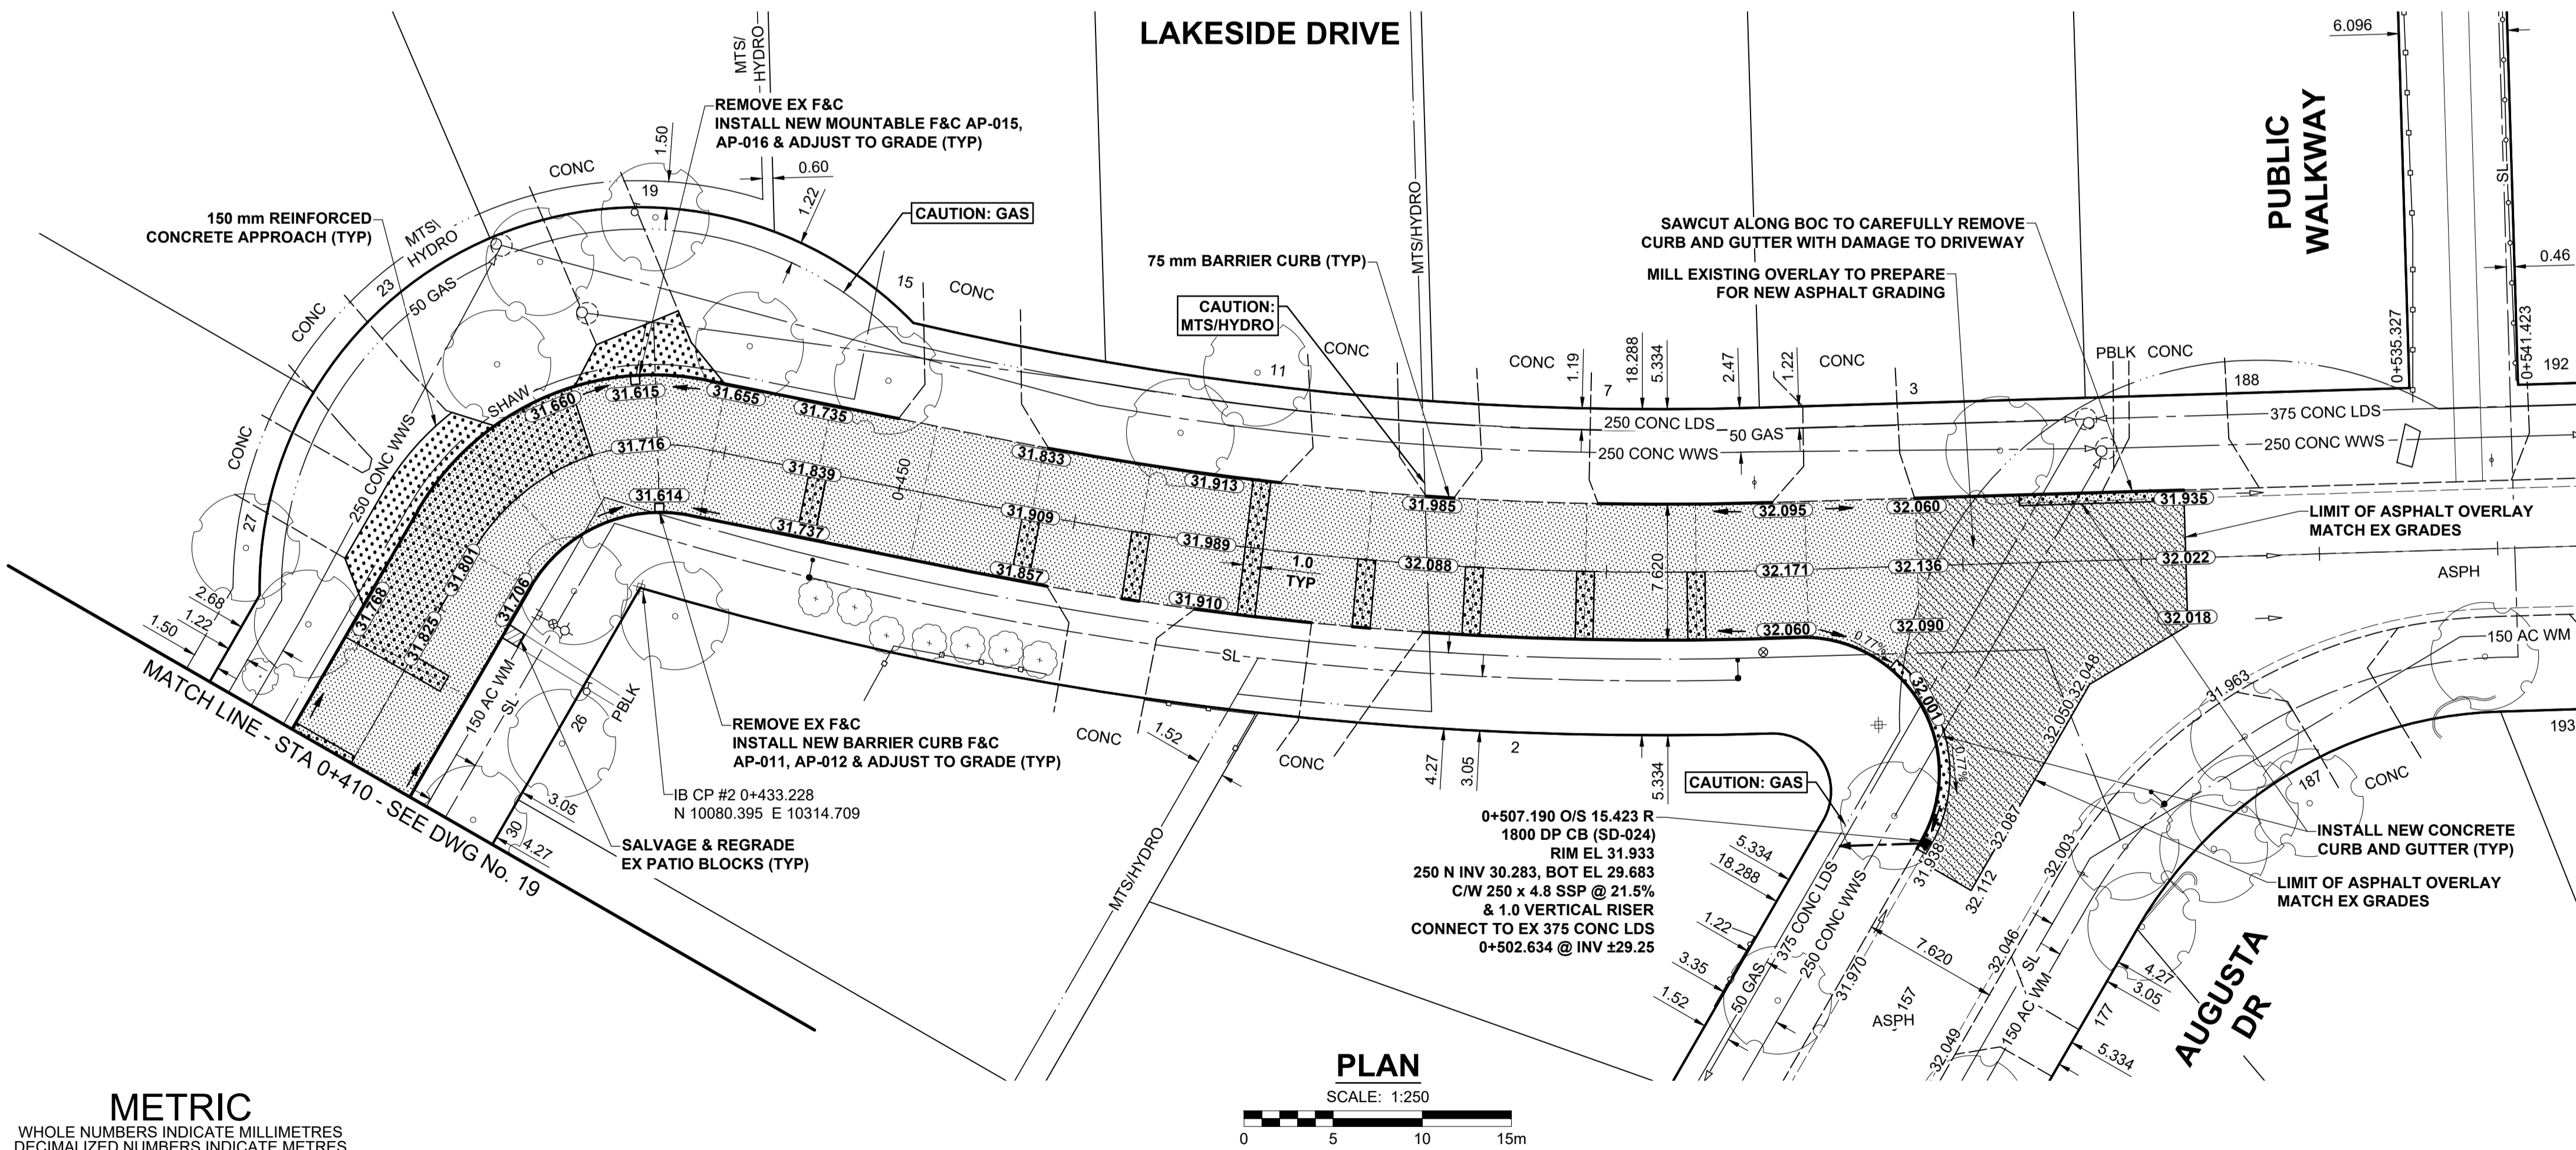 LAKESIDE DRIVE
PUBLIC
WALKWAY
6.096
0.46
SL
0+535.327
0+541.423
192
MTS/
HYDRO
REMOVE EX F&C
INSTALL NEW MOUNTABLE F&C AP-015,
AP-016 & ADJUST TO GRADE (TYP)
1.50
0.60
1.22
CONC
19
CAUTION: GAS
150 mm REINFORCED
CONCRETE APPROACH (TYP)
MTS\
HYDRO
23
50 GAS
CONC
CONC
27
250 CONC WWS
SHAW
15
CONC
75 mm BARRIER CURB (TYP)
CAUTION:
MTS/HYDRO
MTS/HYDRO
SAWCUT ALONG BOC TO CAREFULLY REMOVE
CURB AND GUTTER WITH DAMAGE TO DRIVEWAY
MILL EXISTING OVERLAY TO PREPARE
FOR NEW ASPHALT GRADING
11
CONC
CONC
1.19
7
18.288
5.334
2.47
1.22
CONC
3
PBLK
CONC
188
250 CONC LDS
50 GAS
250 CONC WWS
375 CONC LDS
250 CONC WWS
31.660
31.615
31.655
31.735
31.833
31.913
31.985
32.095
32.060
31.935
31.716
31.839
0+450
31.909
31.989
32.088
32.171
32.136
32.022
1.0
TYP
7.620
31.614
31.737
31.857
31.910
32.060
32.090
32.018
31.768
31.825
31.801
31.706
0.77%
32.001
0.77%
32.050
32.048
32.087
32.112
31.938
LIMIT OF ASPHALT OVERLAY
MATCH EX GRADES
ASPH
150 AC WM
31.963
193
2.68
1.22
1.50
MATCH LINE - STA 0+410 - SEE DWG No. 19
150 AC WM
SL
26
PBLK
30
3.05
4.27
SL
REMOVE EX F&C
INSTALL NEW BARRIER CURB F&C
AP-011, AP-012 & ADJUST TO GRADE (TYP)
IB CP #2 0+433.228
N 10080.395 E 10314.709
SALVAGE & REGRADE
EX PATIO BLOCKS (TYP)
CONC
1.52
CONC
MTS/HYDRO
4.27
3.05
2
5.334
CAUTION: GAS
0+507.190 O/S 15.423 R
1800 DP CB (SD-024)
RIM EL 31.933
250 N INV 30.283, BOT EL 29.683
C/W 250 x 4.8 SSP @ 21.5%
& 1.0 VERTICAL RISER
CONNECT TO EX 375 CONC LDS
0+502.634 @ INV ±29.25
5.334
18.288
1.22
3.35
1.52
50 GAS
375 CONC LDS
250 CONC WWS
31.970
7.620
157
ASPH
32.003
32.046
32.049
SL
150 AC WM
187
CONC
INSTALL NEW CONCRETE
CURB AND GUTTER (TYP)
LIMIT OF ASPHALT OVERLAY
MATCH EX GRADES
4.27
3.05
177
5.334
AUGUSTA
DR
PLAN
SCALE: 1:250
0 5 10 15m
METRIC
WHOLE NUMBERS INDICATE MILLIMETRES
DECIMALIZED NUMBERS INDICATE METRES